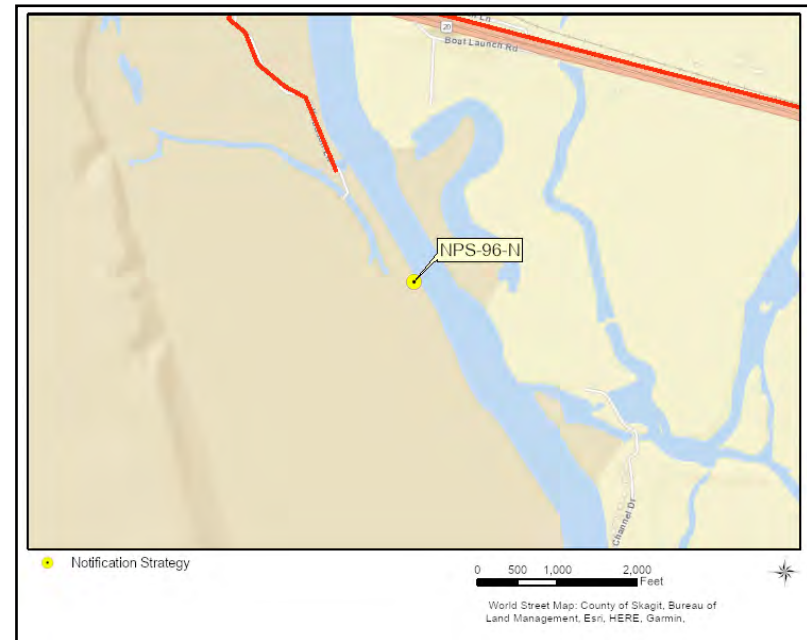 20
Boat Launch Rd
NPS-96-N
Channel Dr
Notification Strategy
0 500 1,000 2,000
Feet
World Street Map: County of Skagit, Bureau of
Land Management, Esri, HERE, Garmin,